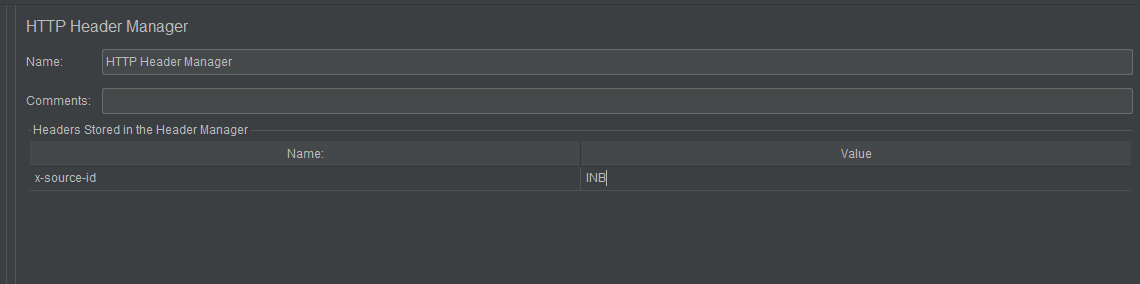 HTTP Header Manager
Name: HTTP Header Manager
Comments:
Headers Stored in the Header Manager
Name: Value
x-source-id INB